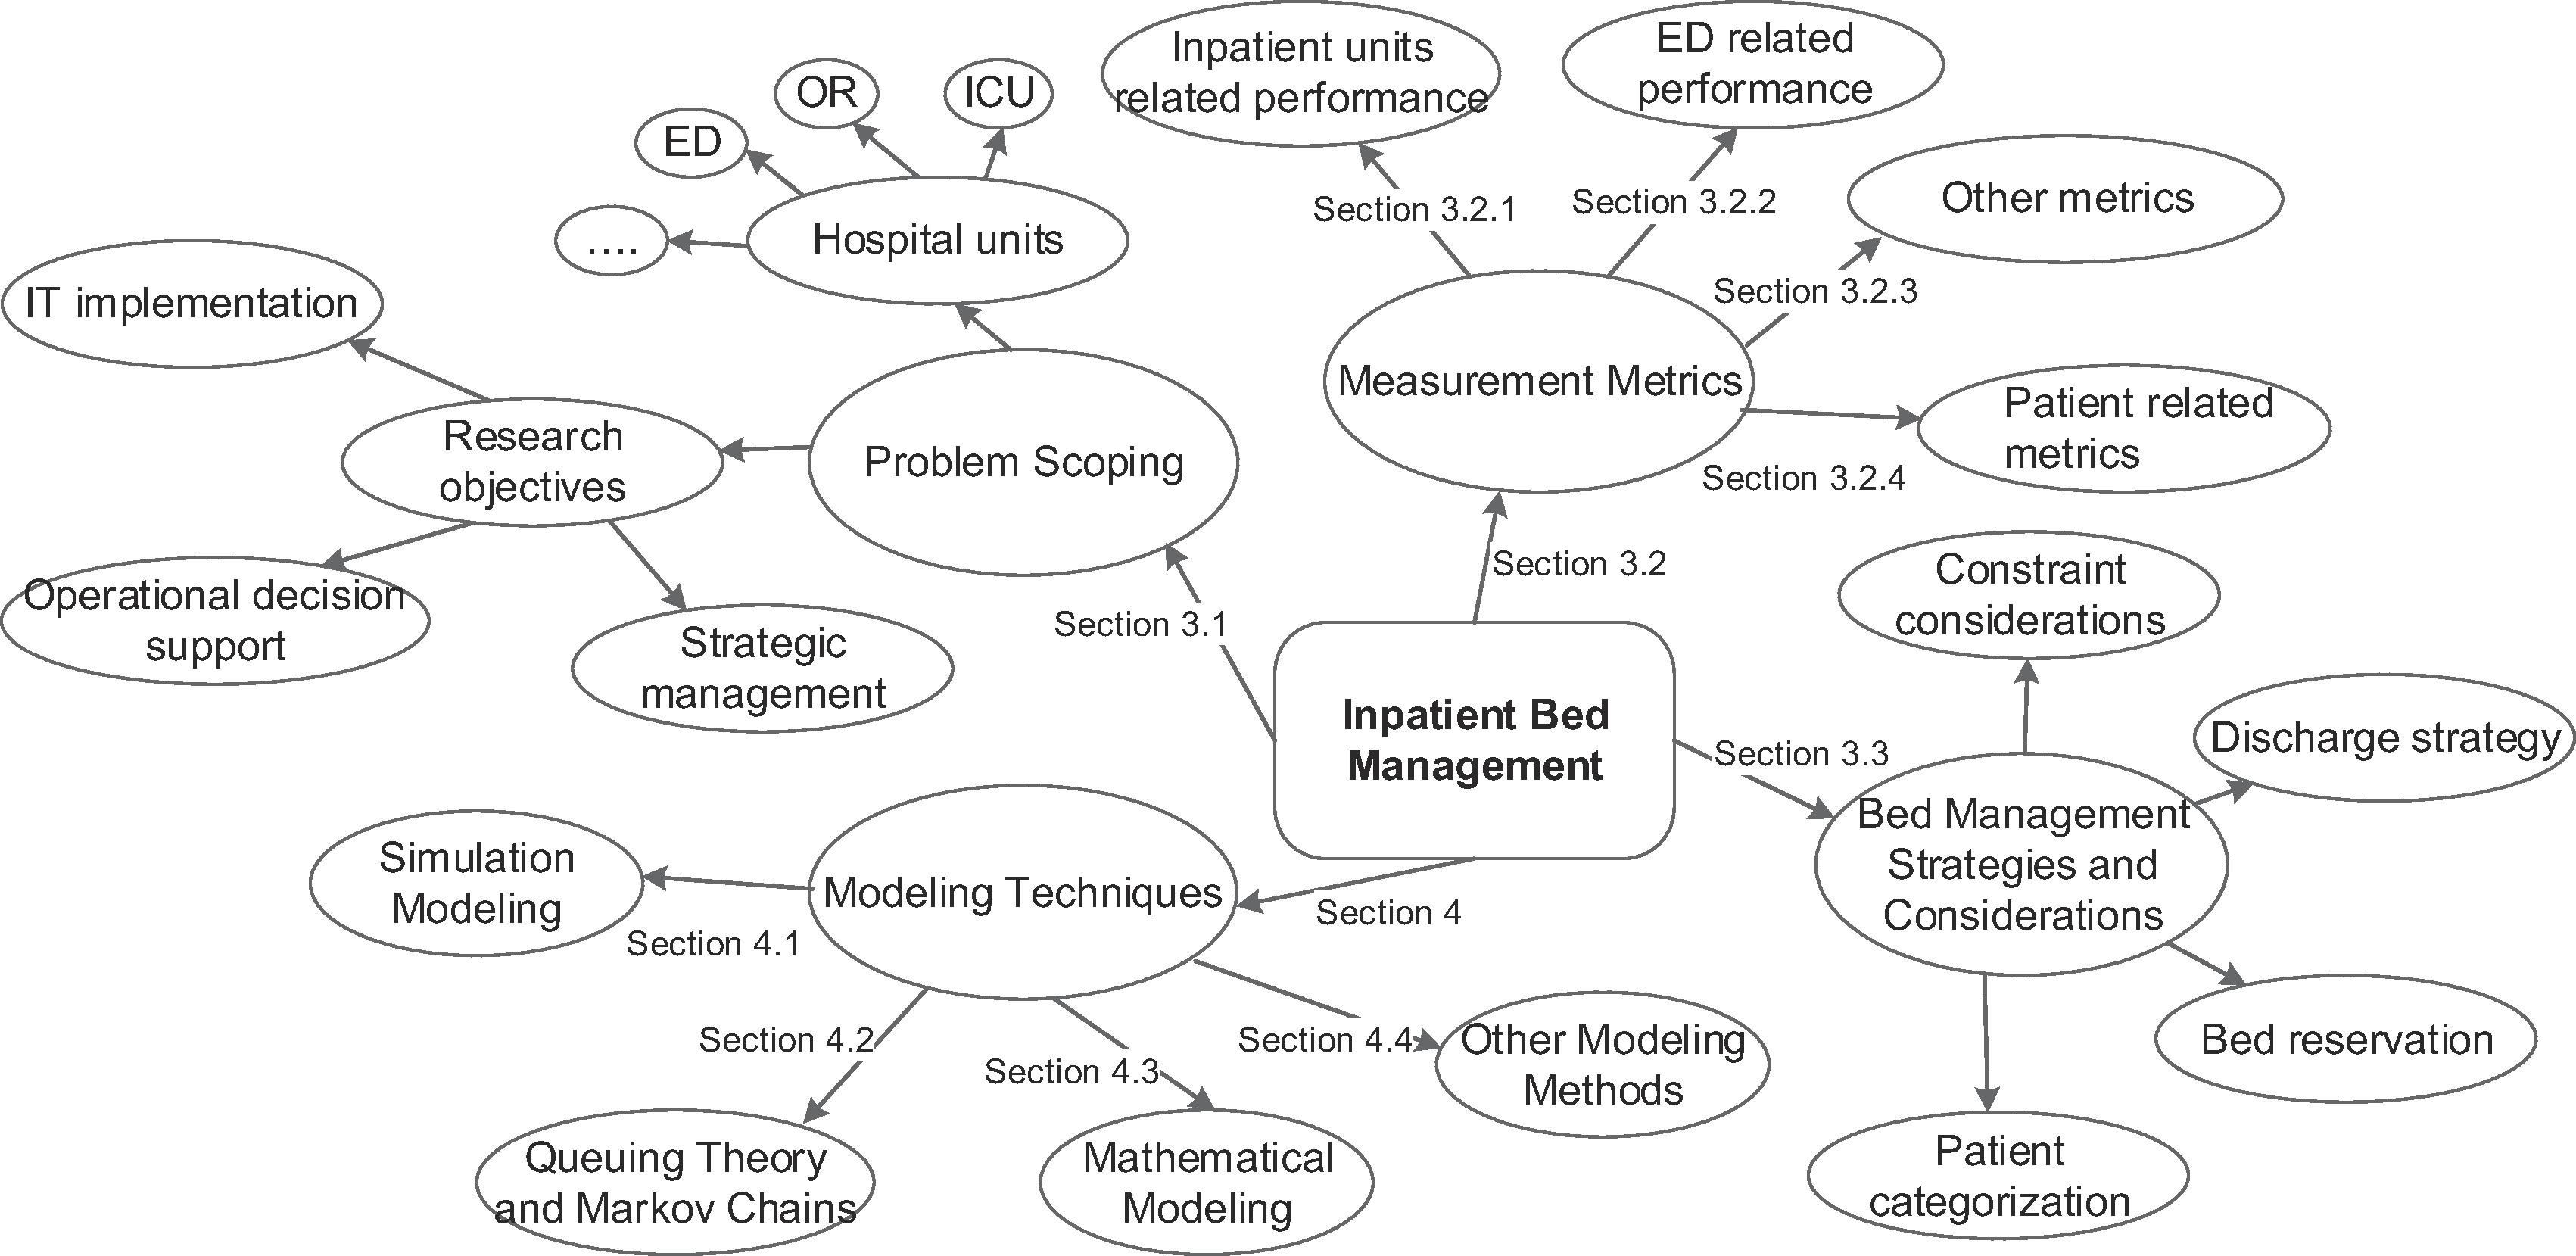 Inpatient units
related performance
ED related
performance
OR
ICU
ED
Other metrics
Section 3.2.1
Section 3.2.2
Hospital units
....
IT implementation
Section 3.2.3
Measurement Metrics
Patient related
metrics
Research
objectives
Problem Scoping
Section 3.2.4
Section 3.2
Constraint
considerations
Operational decision
support
Section 3.1
Strategic
management
Inpatient Bed
Management
Section 3.3
Discharge strategy
Bed Management
Strategies and
Considerations
Simulation
Modeling
Modeling Techniques
Section 4
Section 4.1
Section 4.2
Section 4.3
Section 4.4
Other Modeling
Methods
Bed reservation
Queuing Theory
and Markov Chains
Mathematical
Modeling
Patient
categorization